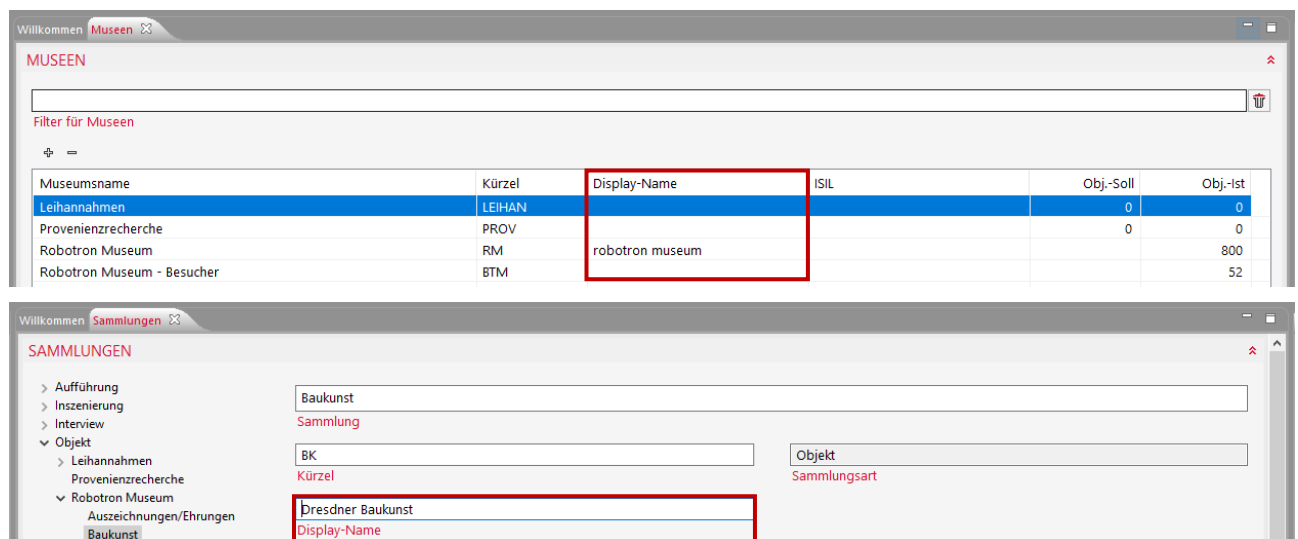 Willkommen Museen
MUSEEN
Filter für Museen
Museumsname Kürzel Display-Name ISIL Obj.-Soll Obj.-Ist
Leihannahmen LEIHAN 0 0
Provenienzrecherche PROV 0 0
Robotron Museum RM robotron museum 800
Robotron Museum - Besucher BTM 52
Willkommen Sammlungen
SAMMLUNGEN
Aufführung
Inszenierung
Interview
Objekt
Leihannahmen
Provenienzrecherche
Robotron Museum
Auszeichnungen/Ehrungen
Baukunst
Baukunst
Sammlung
BK Objekt
Kürzel Sammlungsart
Dresdner Baukunst
Display-Name